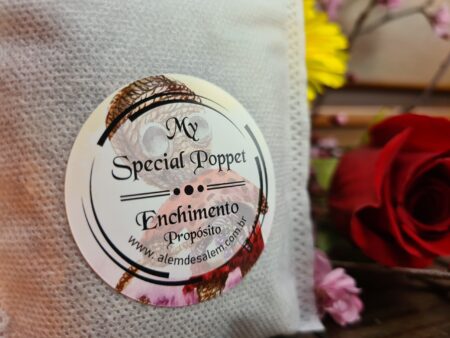 My
Special Poppet
Enchimento
Propósito
www.alemdesalem.com.br